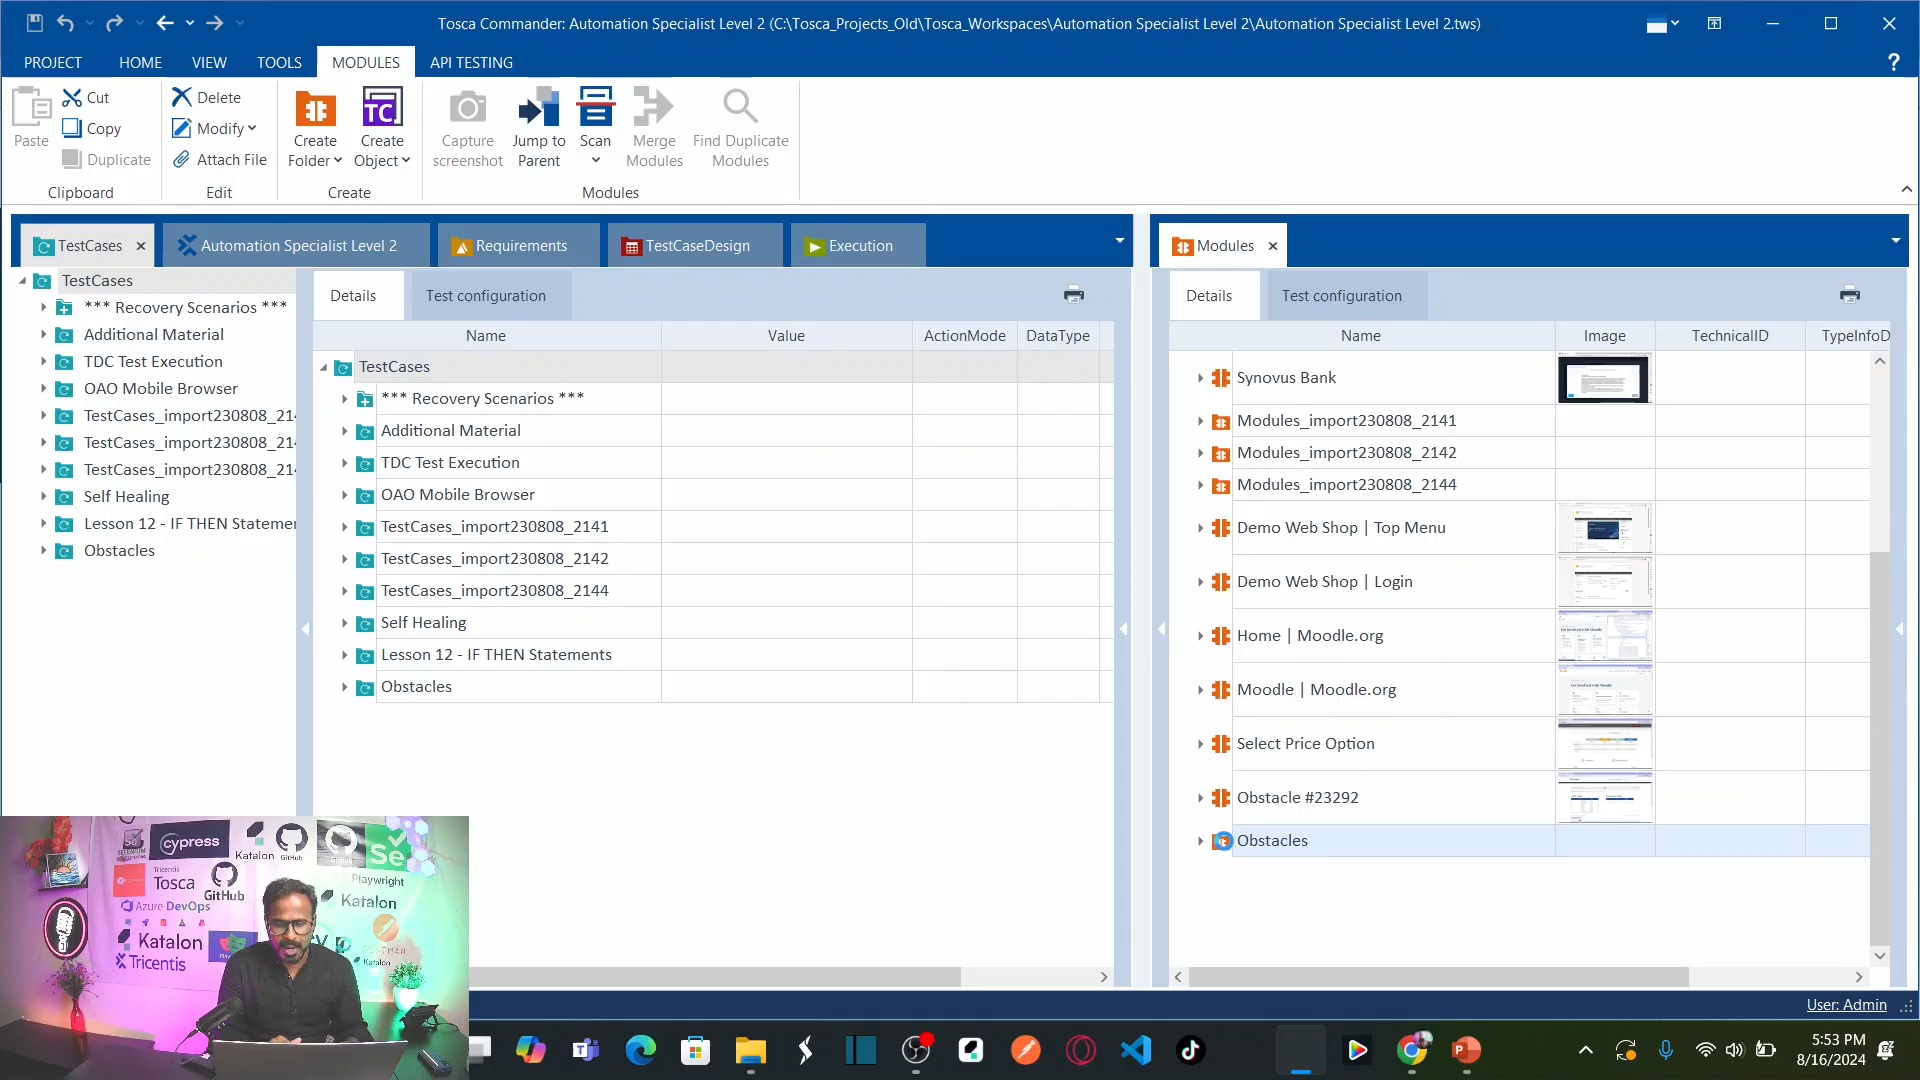 Tosca Commander: Automation Specialist Level 2 (C:\Tosca_Projects_Old\Tosca_Workspaces\Automation Specialist Level 2\Automation Specialist Level 2.tws)
PROJECT HOME VIEW TOOLS MODULES API TESTING ?
Paste Cut Copy Duplicate
Clipboard
Delete Modify Attach File
Edit
Create Folder Create Object
Create
Capture screenshot Jump to Parent Scan Merge Modules Find Duplicate Modules
Modules
TestCases Automation Specialist Level 2 Requirements TestCaseDesign Execution
TestCases
*** Recovery Scenarios ***
Additional Material
TDC Test Execution
OAO Mobile Browser
TestCases_import230808_214
TestCases_import230808_214
TestCases_import230808_214
Self Healing
Lesson 12 - IF THEN Statemen
Obstacles
Details Test configuration
Name Value ActionMode DataType
TestCases
*** Recovery Scenarios ***
Additional Material
TDC Test Execution
OAO Mobile Browser
TestCases_import230808_2141
TestCases_import230808_2142
TestCases_import230808_2144
Self Healing
Lesson 12 - IF THEN Statements
Obstacles
Modules
Details Test configuration
Name Image TechnicalID TypeInfoD
Synovus Bank
Modules_import230808_2141
Modules_import230808_2142
Modules_import230808_2144
Demo Web Shop | Top Menu
Demo Web Shop | Login
Home | Moodle.org
Moodle | Moodle.org
Select Price Option
Obstacle #23292
Obstacles
cypress
Katalon
GitHub
Se
Playwright
Tricentis
Tosca
GitHub
Katalon
Azure DevOps
Katalon
Katalon
Tricentis
User: Admin
5:53 PM
8/16/2024